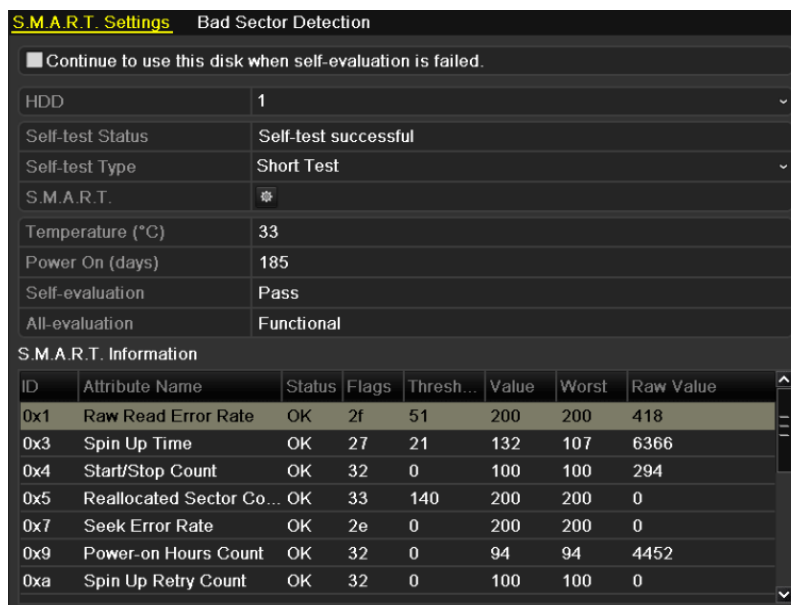 S.M.A.R.T. Settings Bad Sector Detection
Continue to use this disk when self-evaluation is failed.
HDD 1
Self-test Status Self-test successful
Self-test Type Short Test
S.M.A.R.T.
Temperature (°C) 33
Power On (days) 185
Self-evaluation Pass
All-evaluation Functional
S.M.A.R.T. Information
ID Attribute Name Status Flags Thresh... Value Worst Raw Value
0x1 Raw Read Error Rate OK 2f 51 200 200 418
0x3 Spin Up Time OK 27 21 132 107 6366
0x4 Start/Stop Count OK 32 0 100 100 294
0x5 Reallocated Sector Co... OK 33 140 200 200 0
0x7 Seek Error Rate OK 2e 0 200 200 0
0x9 Power-on Hours Count OK 32 0 94 94 4452
0xa Spin Up Retry Count OK 32 0 100 100 0